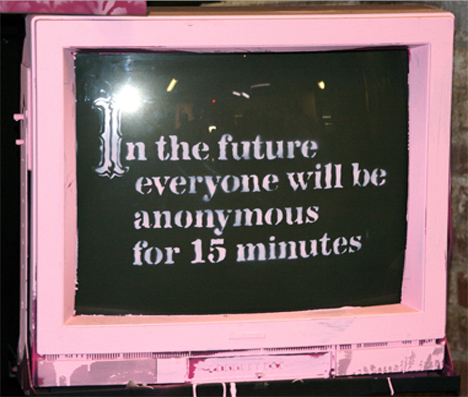 In the future
everyone will be
anonymous
for 15 minutes